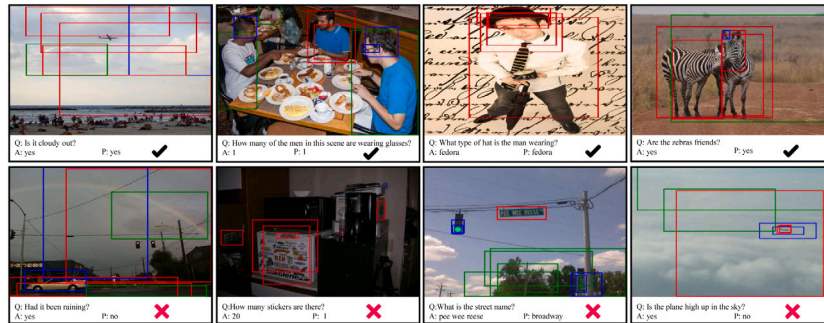 Q: Is it cloudy out?
A: yes P: yes
Q: How many of the men in this scene are wearing glasses?
A: 1 P: 1
Q: What type of hat is the man wearing?
A: fedora P: fedora
Q: Are the zebras friends?
A: yes P: yes
PEE WEE REESE
Q: Had it been raining?
A: yes P: no
Q:How many stickers are there?
A: 20 P: 1
Q:What is the street name?
A: pee wee reese P: broadway
Q: Is the plane high up in the sky?
A: yes P: no